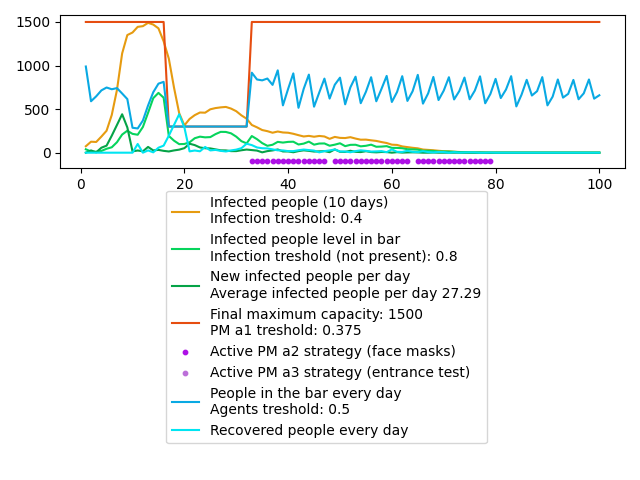 1500
1000
500
0
0 20 40 60 80 100
Infected people (10 days)
Infection treshold: 0.4
Infected people level in bar
Infection treshold (not present): 0.8
New infected people per day
Average infected people per day 27.29
Final maximum capacity: 1500
PM a1 treshold: 0.375
Active PM a2 strategy (face masks)
Active PM a3 strategy (entrance test)
People in the bar every day
Agents treshold: 0.5
Recovered people every day